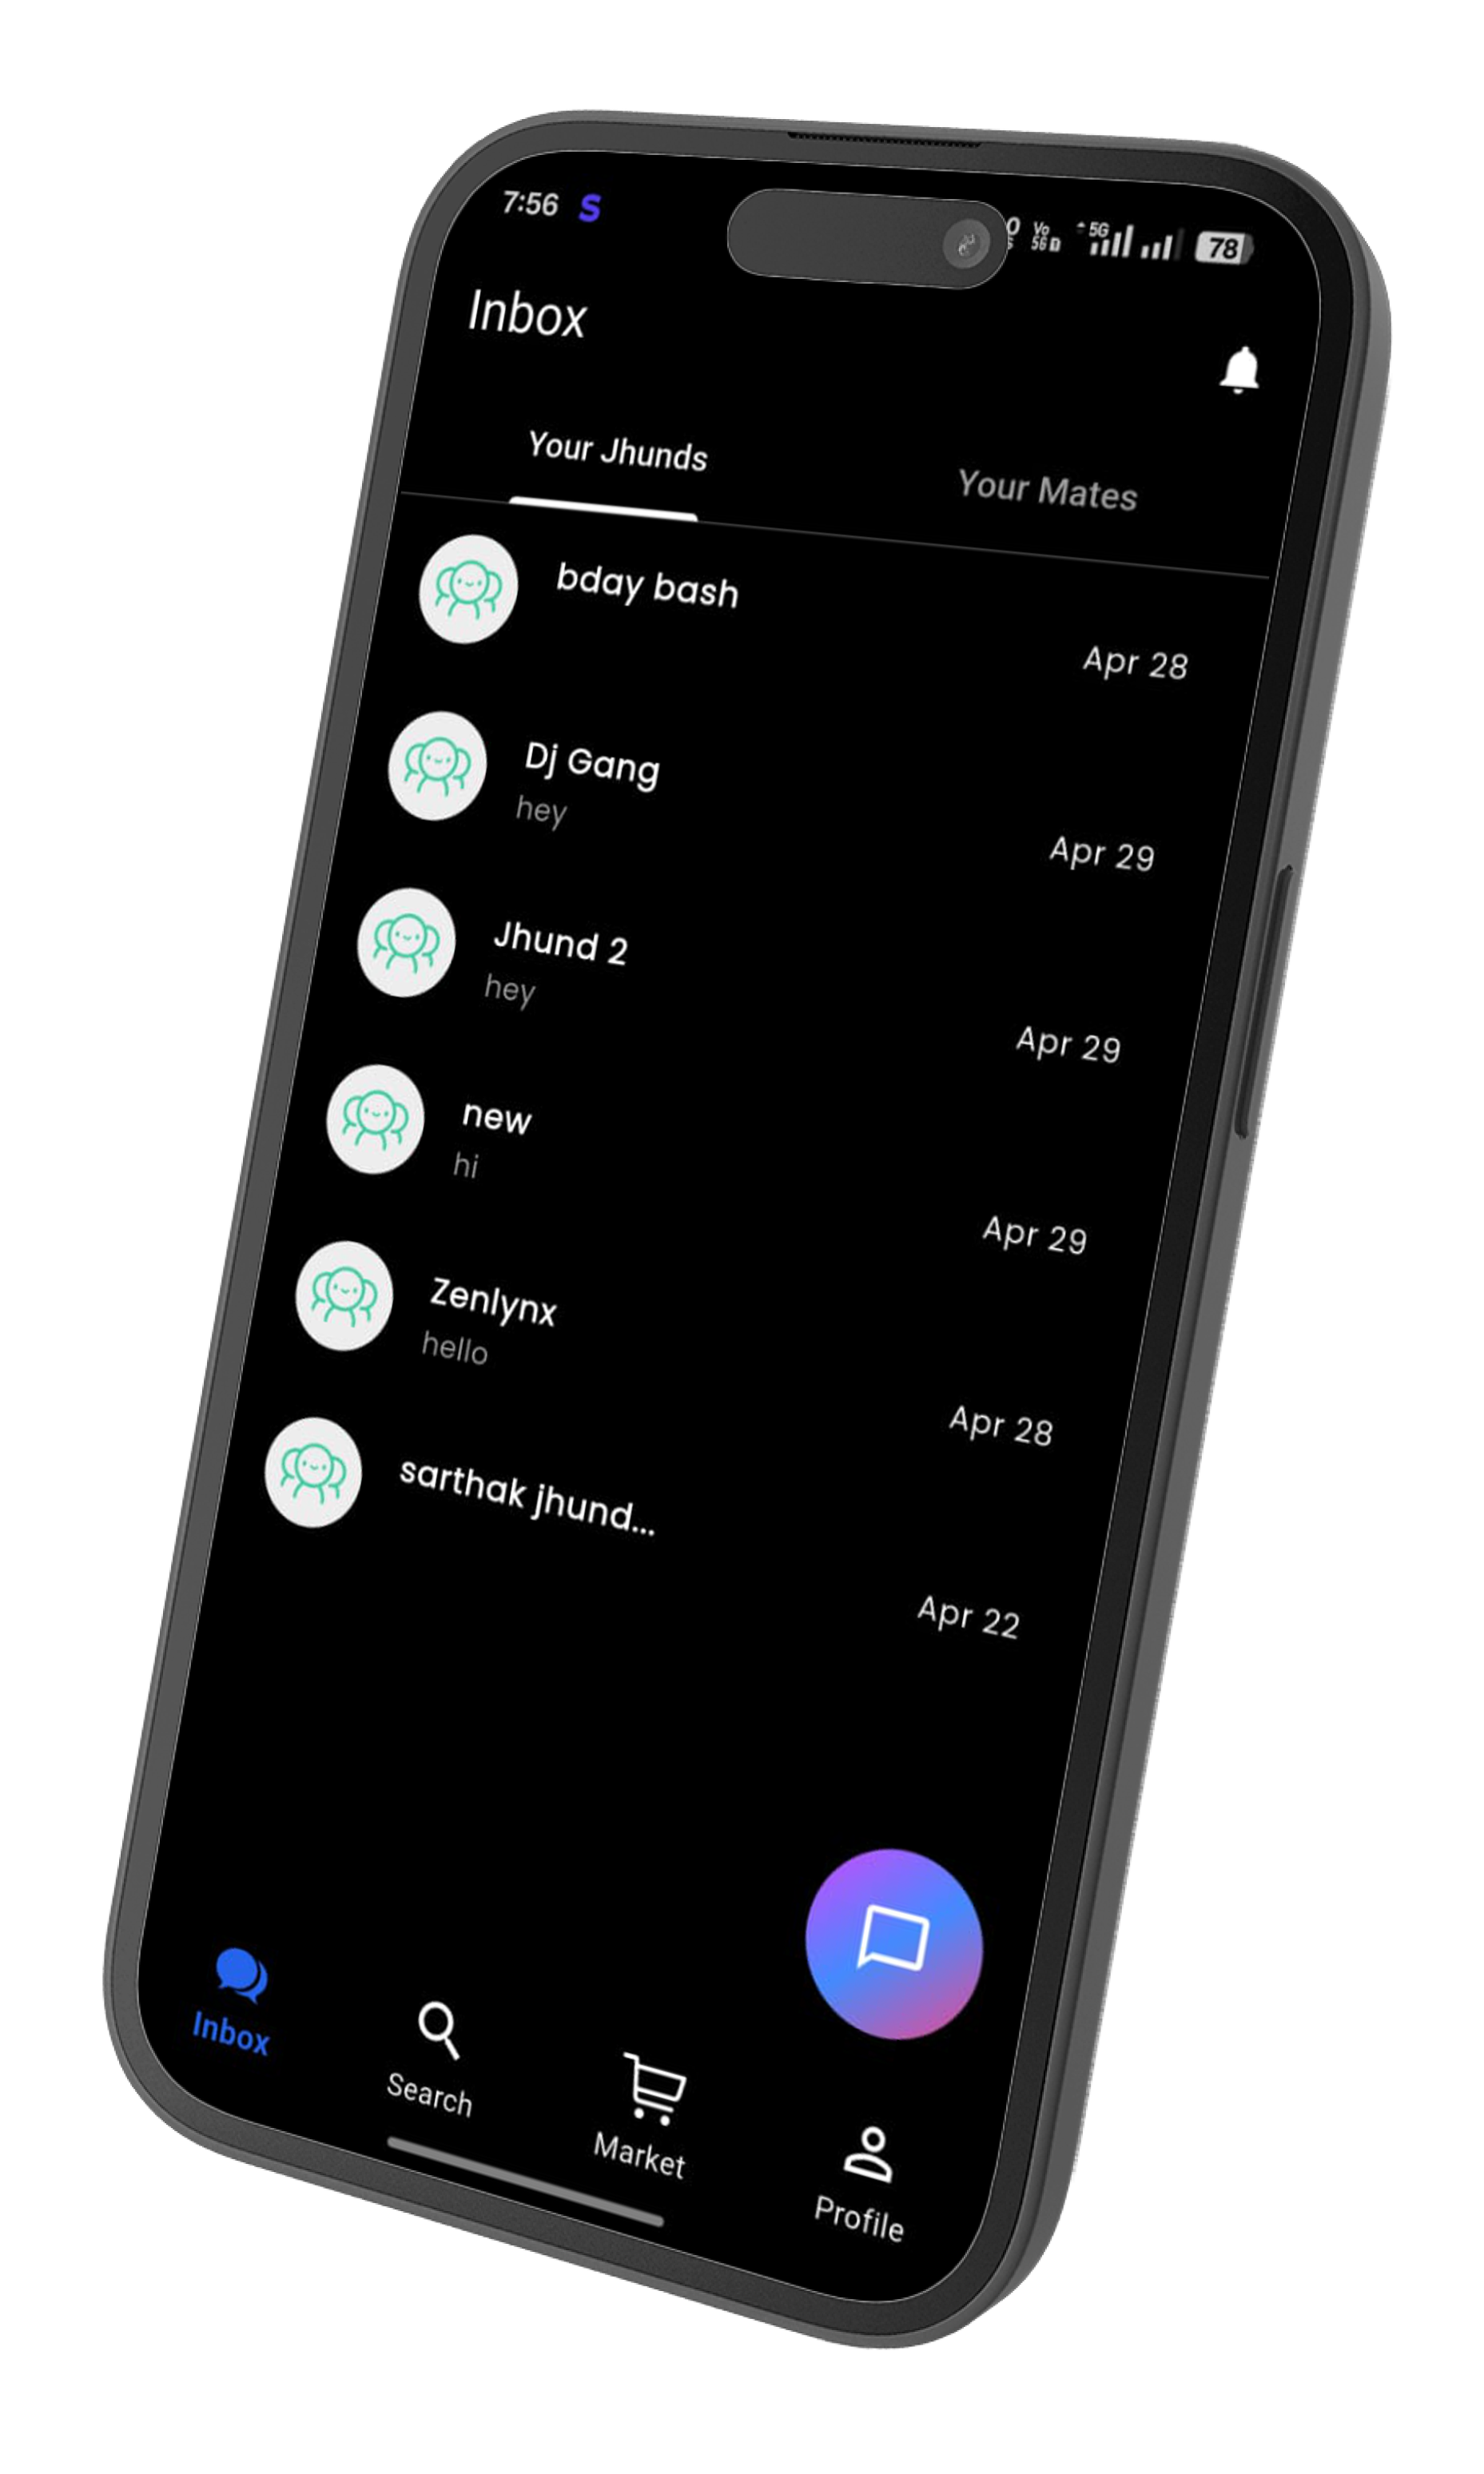 7:56 S
5G 78
Inbox
Your Jhunds
Your Mates
bday bash
Apr 28
Dj Gang
hey
Apr 29
Jhund 2
hey
Apr 29
new
hi
Apr 29
Zenlynx
hello
Apr 28
sarthak jhund...
Apr 22
Inbox
Search
Market
Profile